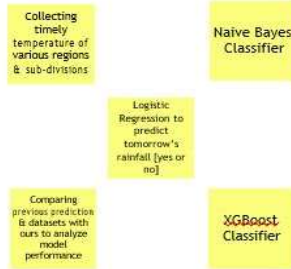 Collecting
timely
temperature of
various regions
& sub-divisions
Naive Bayes
Classifier
Logistic
Regression to
predict
tomorrow's
rainfall [yes or
no]
Comparing
previous prediction
& datasets with
ours to analyze
model
performance
XGBoost
Classifier